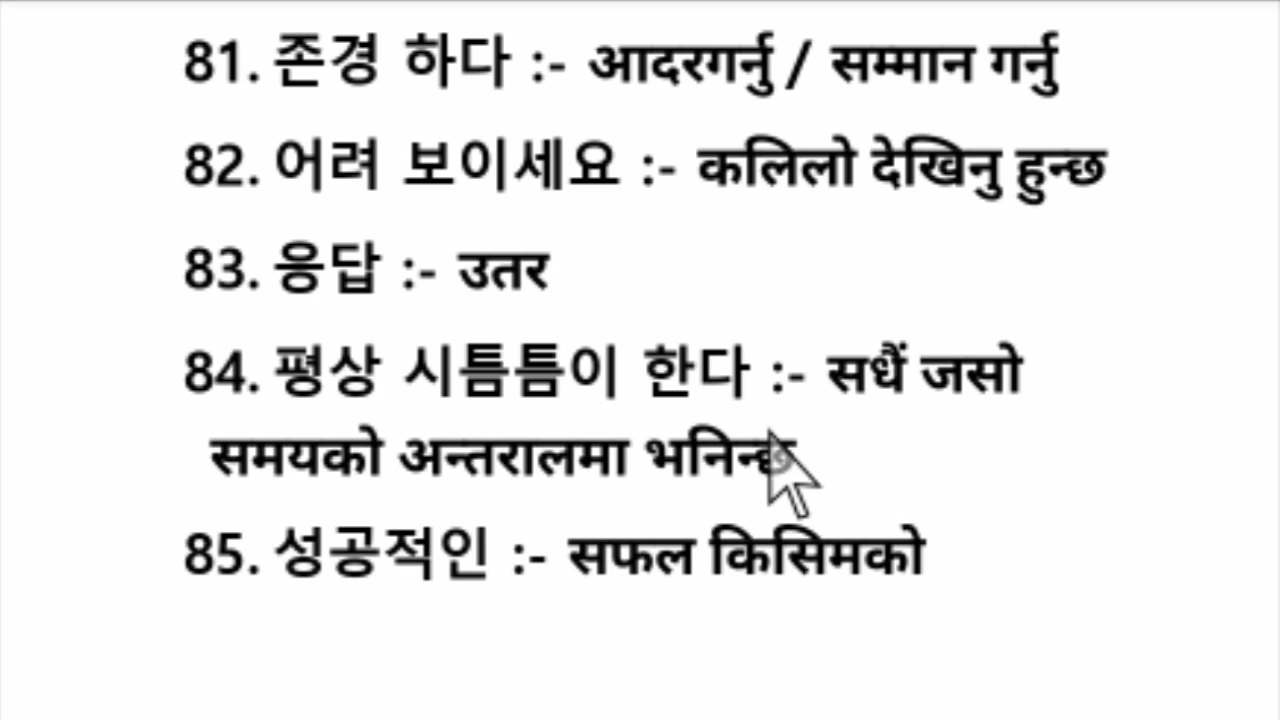 81. 존경 하다 :- आदरगर्नु / सम्मान गर्नु
82. 어려 보이세요 :- कलिलो देखिनु हुन्छ
83. 응답 :- उतर
84. 평상 시틈틈이 한다 :- सधैं जसो
समयको अन्तरालमा भनिन्छ
85. 성공적인 :- सफल किसिमको